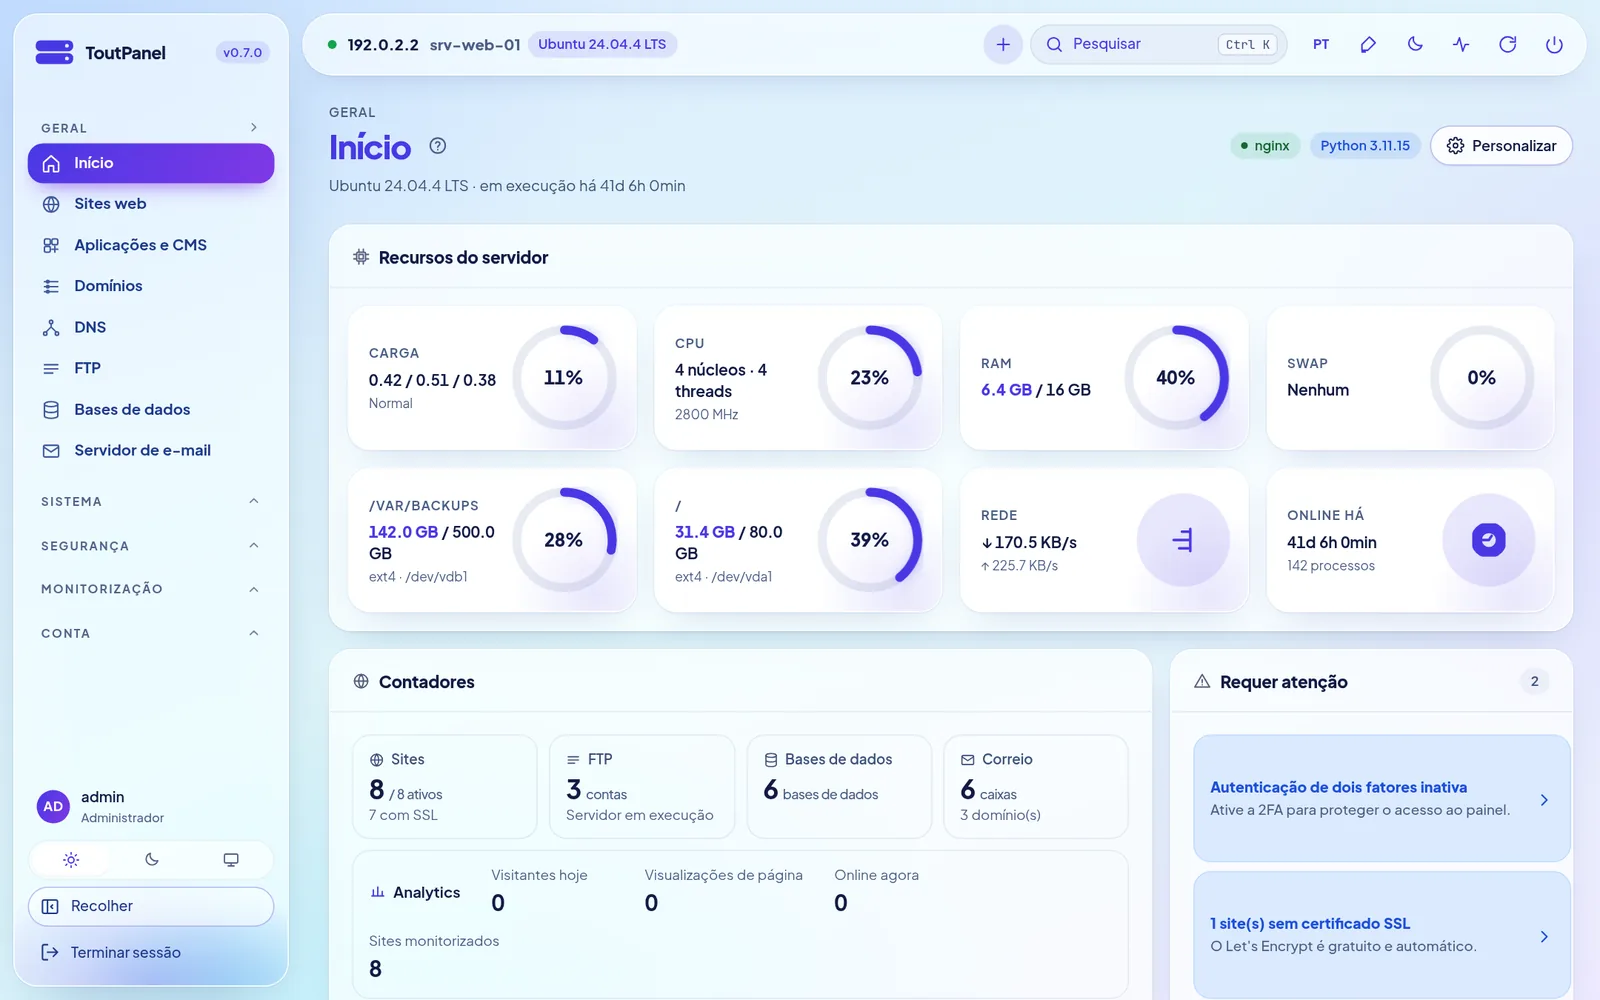 ToutPanel
v0.7.0
GERAL
Início
Sites web
Aplicações e CMS
Domínios
DNS
FTP
Bases de dados
Servidor de e-mail
SISTEMA
SEGURANÇA
MONITORIZAÇÃO
CONTA
AD
admin
Administrador
Recolher
Terminar sessão
192.0.2.2 srv-web-01 Ubuntu 24.04.4 LTS
Pesquisar Ctrl K
PT
GERAL
Início
Ubuntu 24.04.4 LTS · em execução há 41d 6h 0min
nginx
Python 3.11.15
Personalizar
Recursos do servidor
CARGA
0.42 / 0.51 / 0.38
Normal
11%
CPU
4 núcleos · 4
threads
2800 MHz
23%
RAM
6.4 GB / 16 GB
40%
SWAP
Nenhum
0%
/VAR/BACKUPS
142.0 GB / 500.0
GB
ext4 · /dev/vdb1
28%
/
31.4 GB / 80.0
GB
ext4 · /dev/vda1
39%
REDE
↓ 170.5 KB/s
↑ 225.7 KB/s
ONLINE HÁ
41d 6h 0min
142 processos
Contadores
Sites
8 / 8 ativos
7 com SSL
FTP
3 contas
Servidor em execução
Bases de dados
6 bases de dados
Correio
6 caixas
3 domínio(s)
Analytics
Visitantes hoje
0
Visualizações de página
0
Online agora
0
Sites monitorizados
8
Requer atenção
2
Autenticação de dois fatores inativa
Ative a 2FA para proteger o acesso ao painel.
1 site(s) sem certificado SSL
O Let's Encrypt é gratuito e automático.